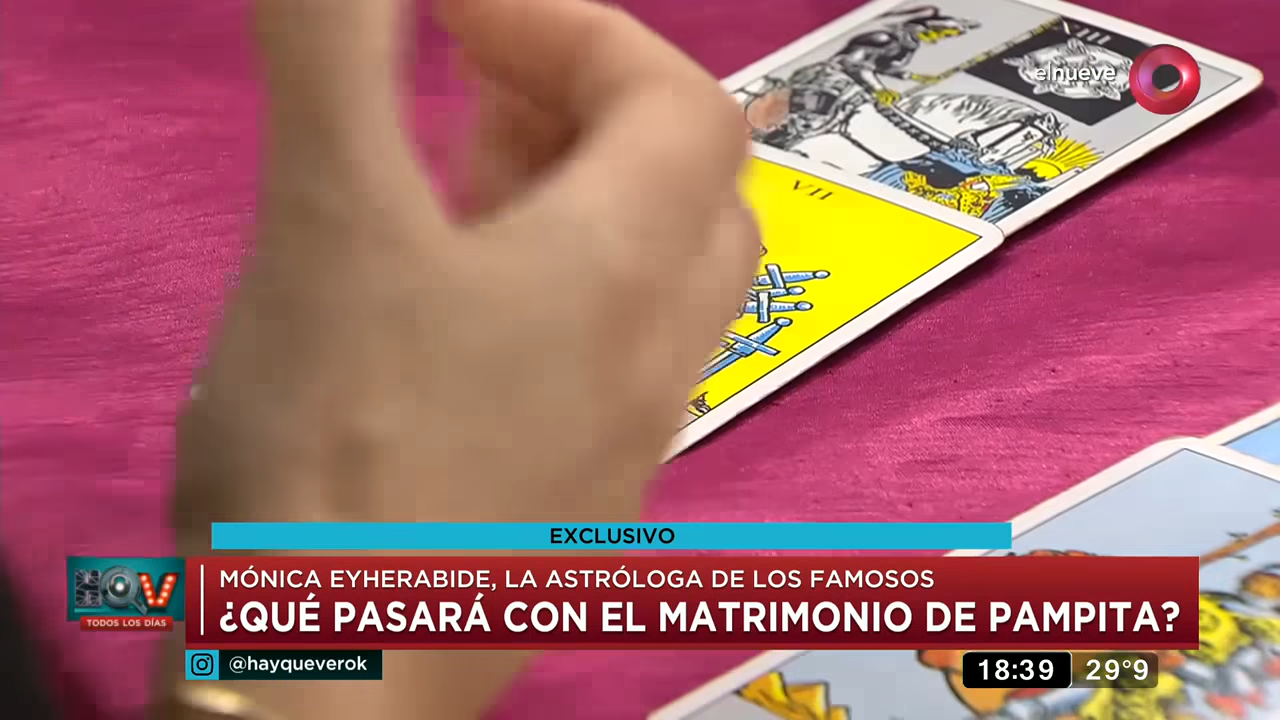 XIII
elnueve
VII
EXCLUSIVO
HQV
TODOS LOS DÍAS
MÓNICA EYHERABIDE, LA ASTRÓLOGA DE LOS FAMOSOS
¿QUÉ PASARÁ CON EL MATRIMONIO DE PAMPITA?
@hayqueverok
18:39 29°9